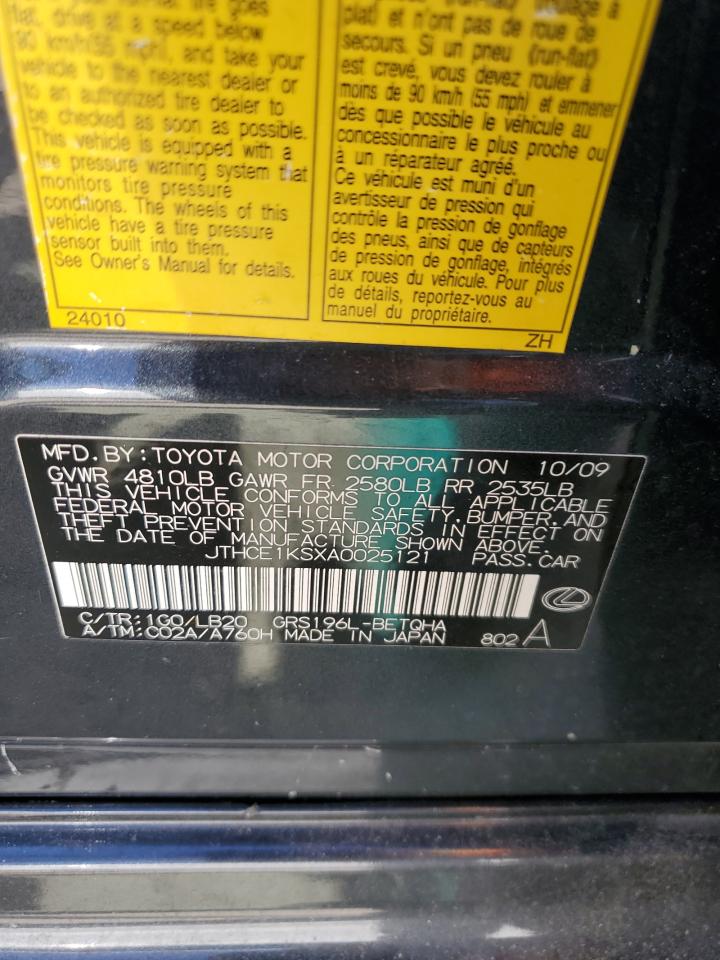 tire goes
flat, drive at a speed below
90 km/h(55 mph), and take your
vehicle to the nearest dealer or
to an authorized tire dealer to
be checked as soon as possible.
This vehicle is equipped with a
tire pressure warning system that
monitors tire pressure
conditions. The wheels of this
vehicle have a tire pressure
sensor built into them.
See Owner's Manual for details.
24010
à
plat) et n'ont pas de roue de
secours. Si un pneu (run-flat)
est crevé, vous devez rouler à
moins de 90 km/h (55 mph) et emmener
dès que possible le véhicule au
concessionnaire le plus proche ou
à un réparateur agréé.
Ce véhicule est muni d'un
avertisseur de pression qui
contrôle la pression de gonflage
des pneus, ainsi que de capteurs
de pression de gonflage, intégrés
aux roues du véhicule. Pour plus
de détails, reportez-vous au
manuel du propriétaire.
ZH
MFD. BY: TOYOTA MOTOR CORPORATION 10/09
GVWR 4810LB GAWR FR 2580LB RR 2535LB
THIS VEHICLE CONFORMS TO ALL APPLICABLE
FEDERAL MOTOR VEHICLE SAFETY, BUMPER, AND
THEFT PREVENTION STANDARDS IN EFFECT ON
THE DATE OF MANUFACTURE SHOWN ABOVE.
JTHCE1KSXA0025121 PASS. CAR
C/TR: 1G0/LB20 GRS196L-BETQHA
A/TM: C02A/A760H MADE IN JAPAN 802 A